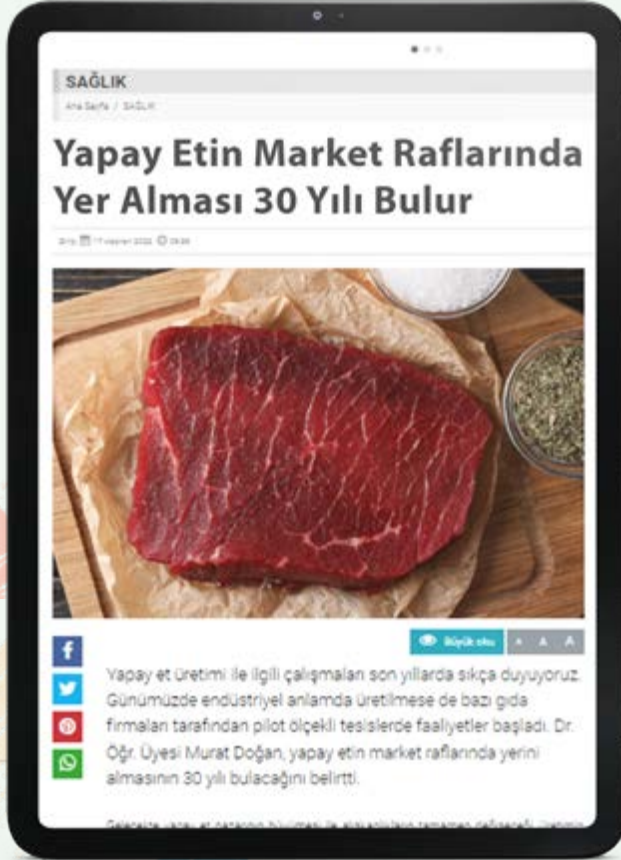 SAĞLIK
Ana Sayfa / SAĞLIK
Yapay Etin Market Raflarında
Yer Alması 30 Yılı Bulur
2022
Büyük oku A A A
Yapay et üretimi ile ilgili çalışmaları son yıllarda sıkça duyuyoruz.
Günümüzde endüstriyel anlamda üretilmese de bazı gıda
firmaları tarafından pilot ölçekli tesislerde faaliyetler başladı. Dr.
Öğr. Üyesi Murat Doğan, yapay etin market raflarında yerini
almasının 30 yılı bulacağını belirtti.